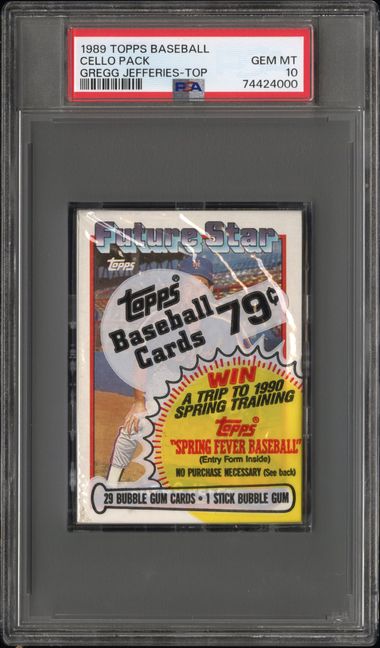 1989 TOPPS BASEBALL
CELLO PACK
GREGG JEFFERIES-TOP
GEM MT
10
PSA
74424000
Future Star
Topps
Topps
Baseball
Cards
79¢
WIN
A TRIP TO 1990
SPRING TRAINING
Topps
"SPRING FEVER BASEBALL"
(Entry Form Inside)
NO PURCHASE NECESSARY (See back)
29 BUBBLE GUM CARDS • 1 STICK BUBBLE GUM